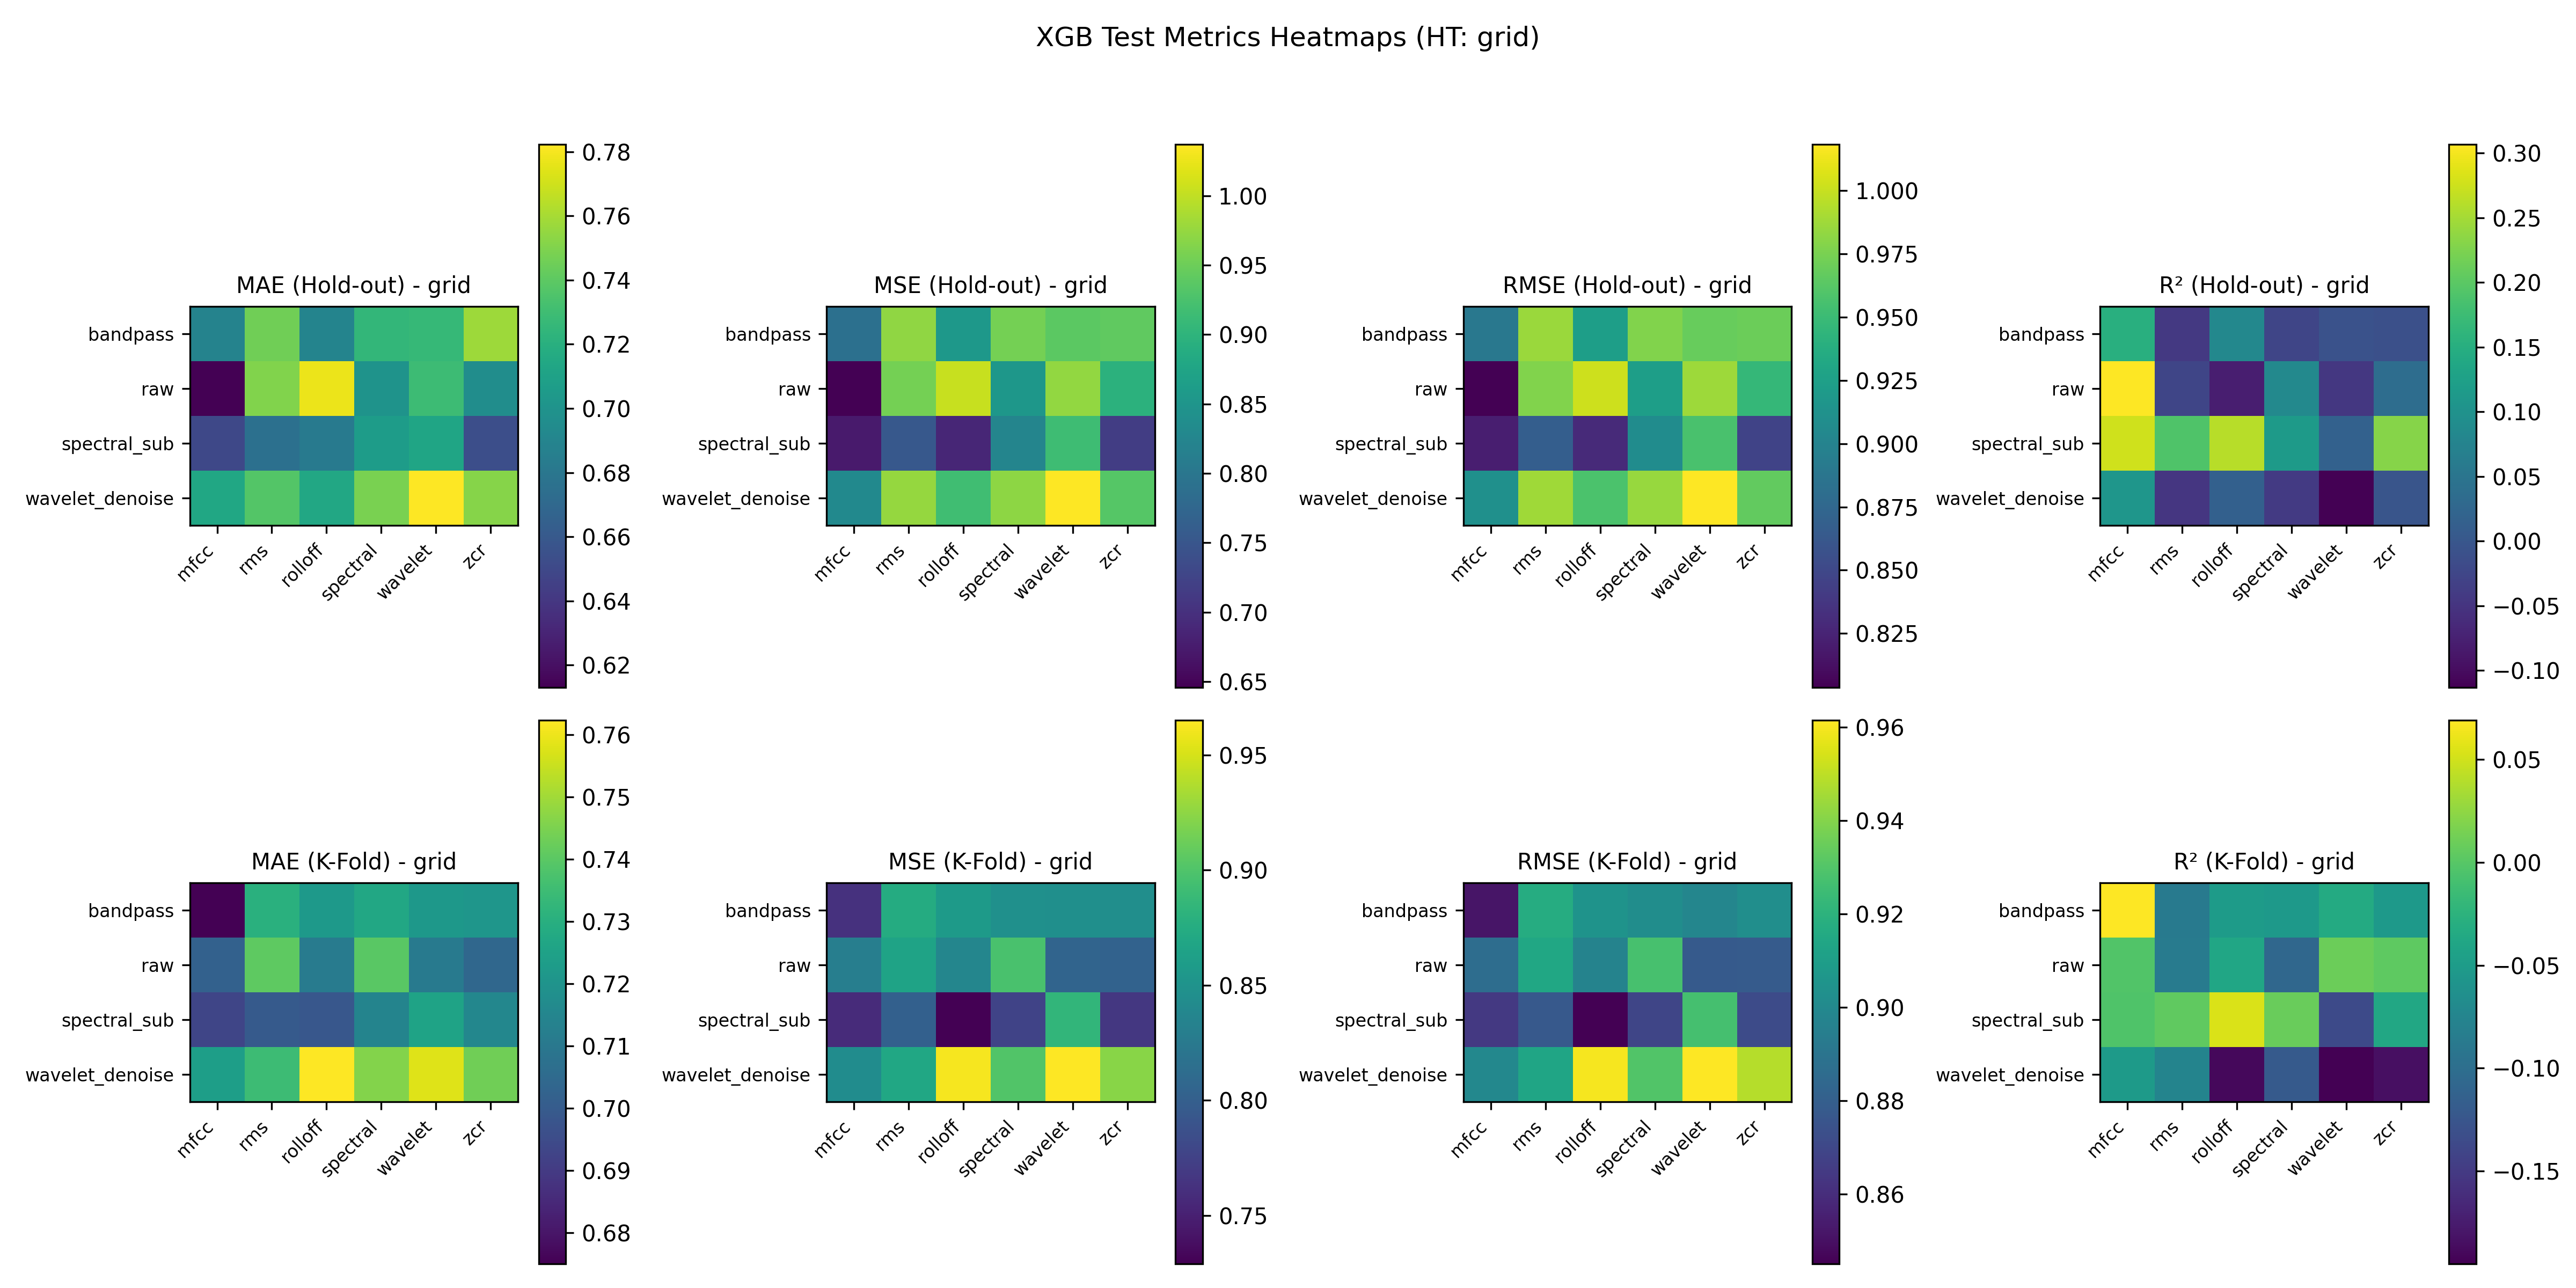 XGB Test Metrics Heatmaps (HT: grid)
MAE (Hold-out) - grid
bandpass
raw
spectral_sub
wavelet_denoise
mfcc
rms
rolloff
spectral
wavelet
zcr
0.78
0.76
0.74
0.72
0.70
0.68
0.66
0.64
0.62
MSE (Hold-out) - grid
bandpass
raw
spectral_sub
wavelet_denoise
mfcc
rms
rolloff
spectral
wavelet
zcr
1.00
0.95
0.90
0.85
0.80
0.75
0.70
0.65
RMSE (Hold-out) - grid
bandpass
raw
spectral_sub
wavelet_denoise
mfcc
rms
rolloff
spectral
wavelet
zcr
1.000
0.975
0.950
0.925
0.900
0.875
0.850
0.825
R² (Hold-out) - grid
bandpass
raw
spectral_sub
wavelet_denoise
mfcc
rms
rolloff
spectral
wavelet
zcr
0.30
0.25
0.20
0.15
0.10
0.05
0.00
−0.05
−0.10
MAE (K-Fold) - grid
bandpass
raw
spectral_sub
wavelet_denoise
mfcc
rms
rolloff
spectral
wavelet
zcr
0.76
0.75
0.74
0.73
0.72
0.71
0.70
0.69
0.68
MSE (K-Fold) - grid
bandpass
raw
spectral_sub
wavelet_denoise
mfcc
rms
rolloff
spectral
wavelet
zcr
0.95
0.90
0.85
0.80
0.75
RMSE (K-Fold) - grid
bandpass
raw
spectral_sub
wavelet_denoise
mfcc
rms
rolloff
spectral
wavelet
zcr
0.96
0.94
0.92
0.90
0.88
0.86
R² (K-Fold) - grid
bandpass
raw
spectral_sub
wavelet_denoise
mfcc
rms
rolloff
spectral
wavelet
zcr
0.05
0.00
−0.05
−0.10
−0.15